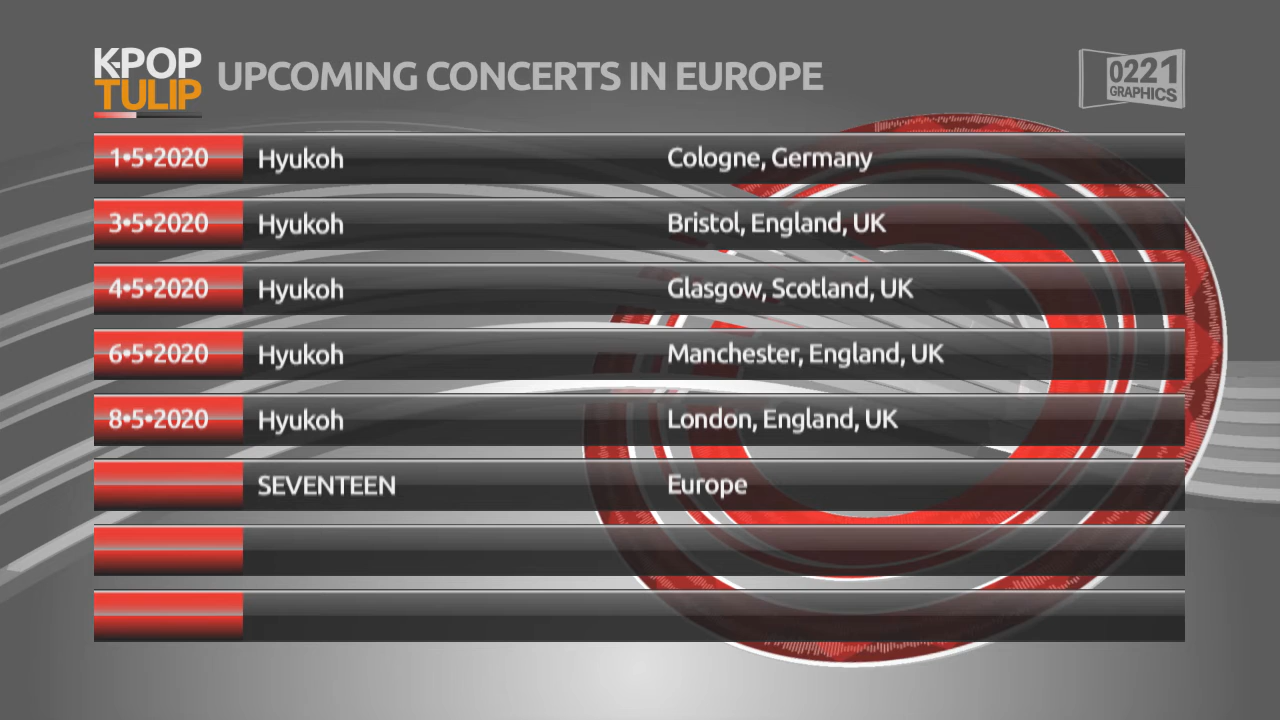 K-POP
TULIP
UPCOMING CONCERTS IN EUROPE
0221
GRAPHICS
1•5•2020 Hyukoh Cologne, Germany
3•5•2020 Hyukoh Bristol, England, UK
4•5•2020 Hyukoh Glasgow, Scotland, UK
6•5•2020 Hyukoh Manchester, England, UK
8•5•2020 Hyukoh London, England, UK
SEVENTEEN Europe